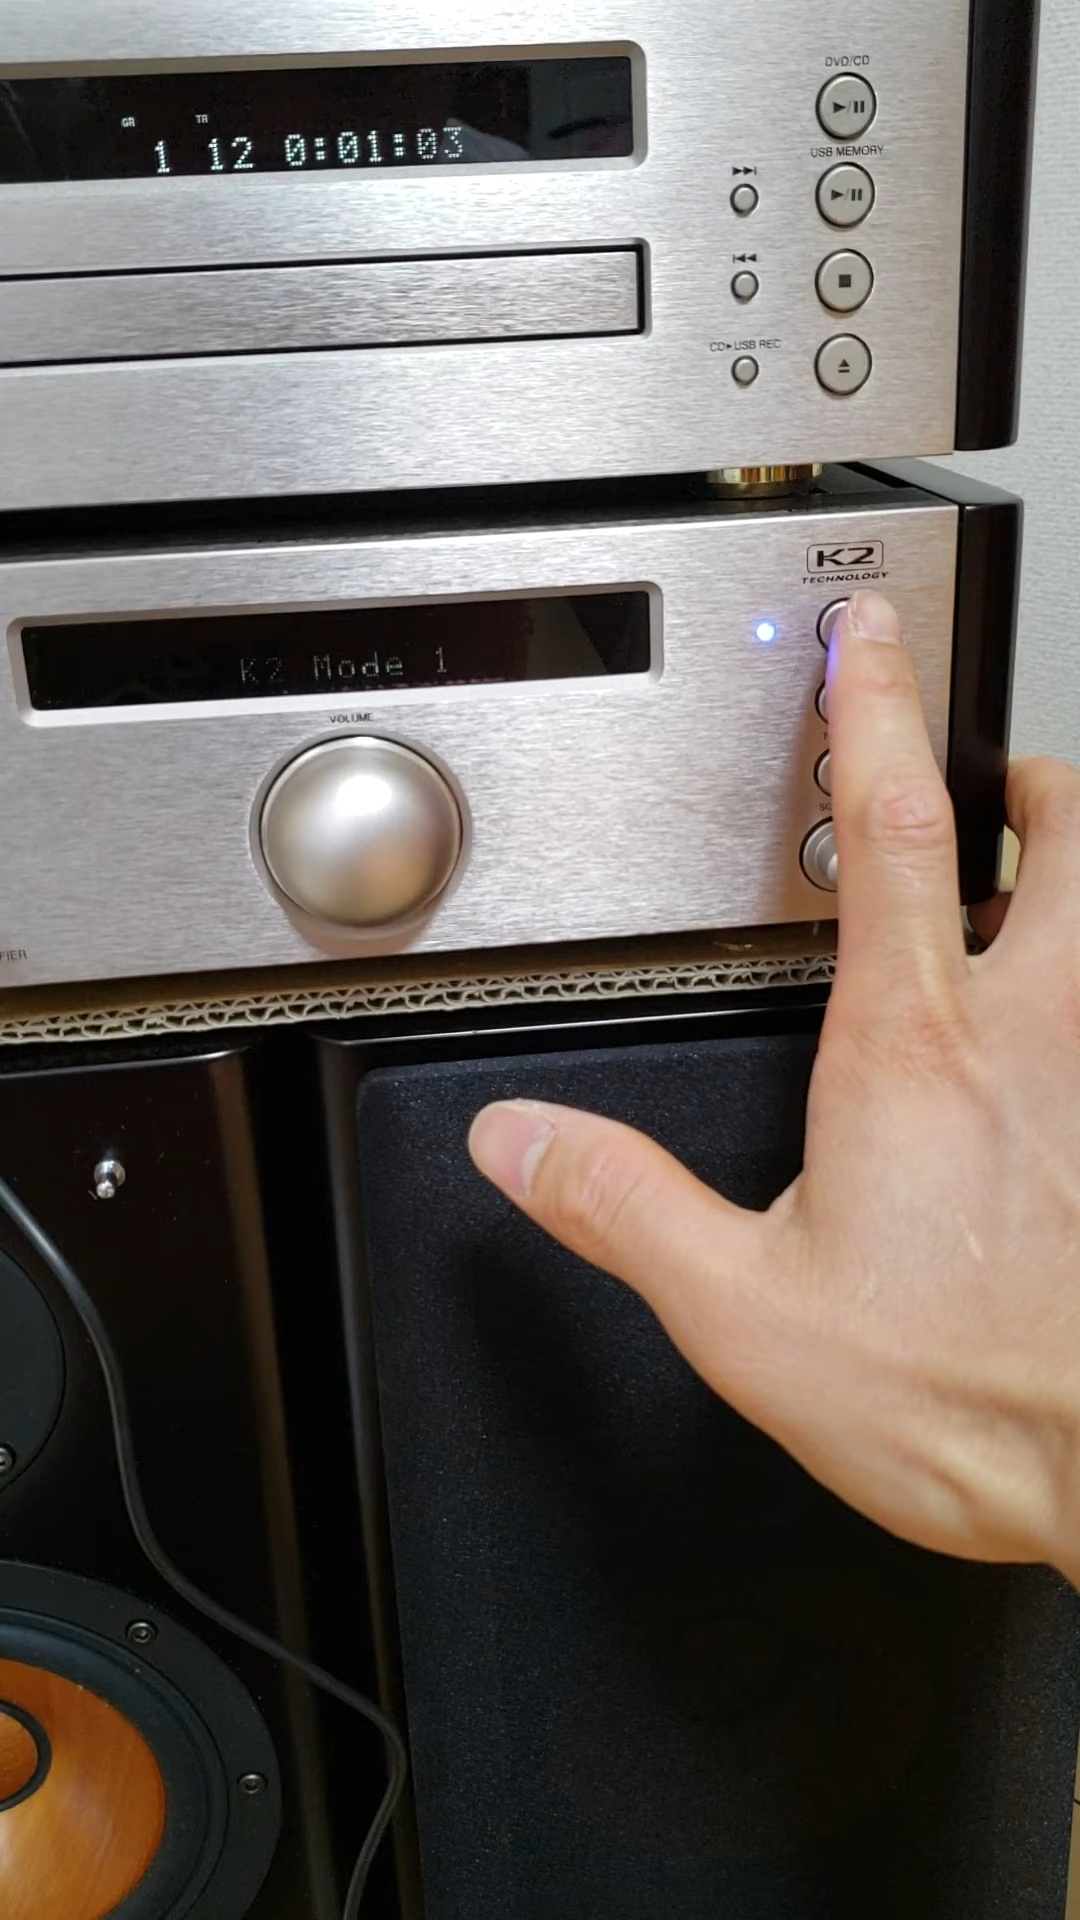 DVD/CD
GR TR
1 12 0:01:03
USB MEMORY
CD▶USB REC
K2
TECHNOLOGY
K2 Mode 1
VOLUME
FIER